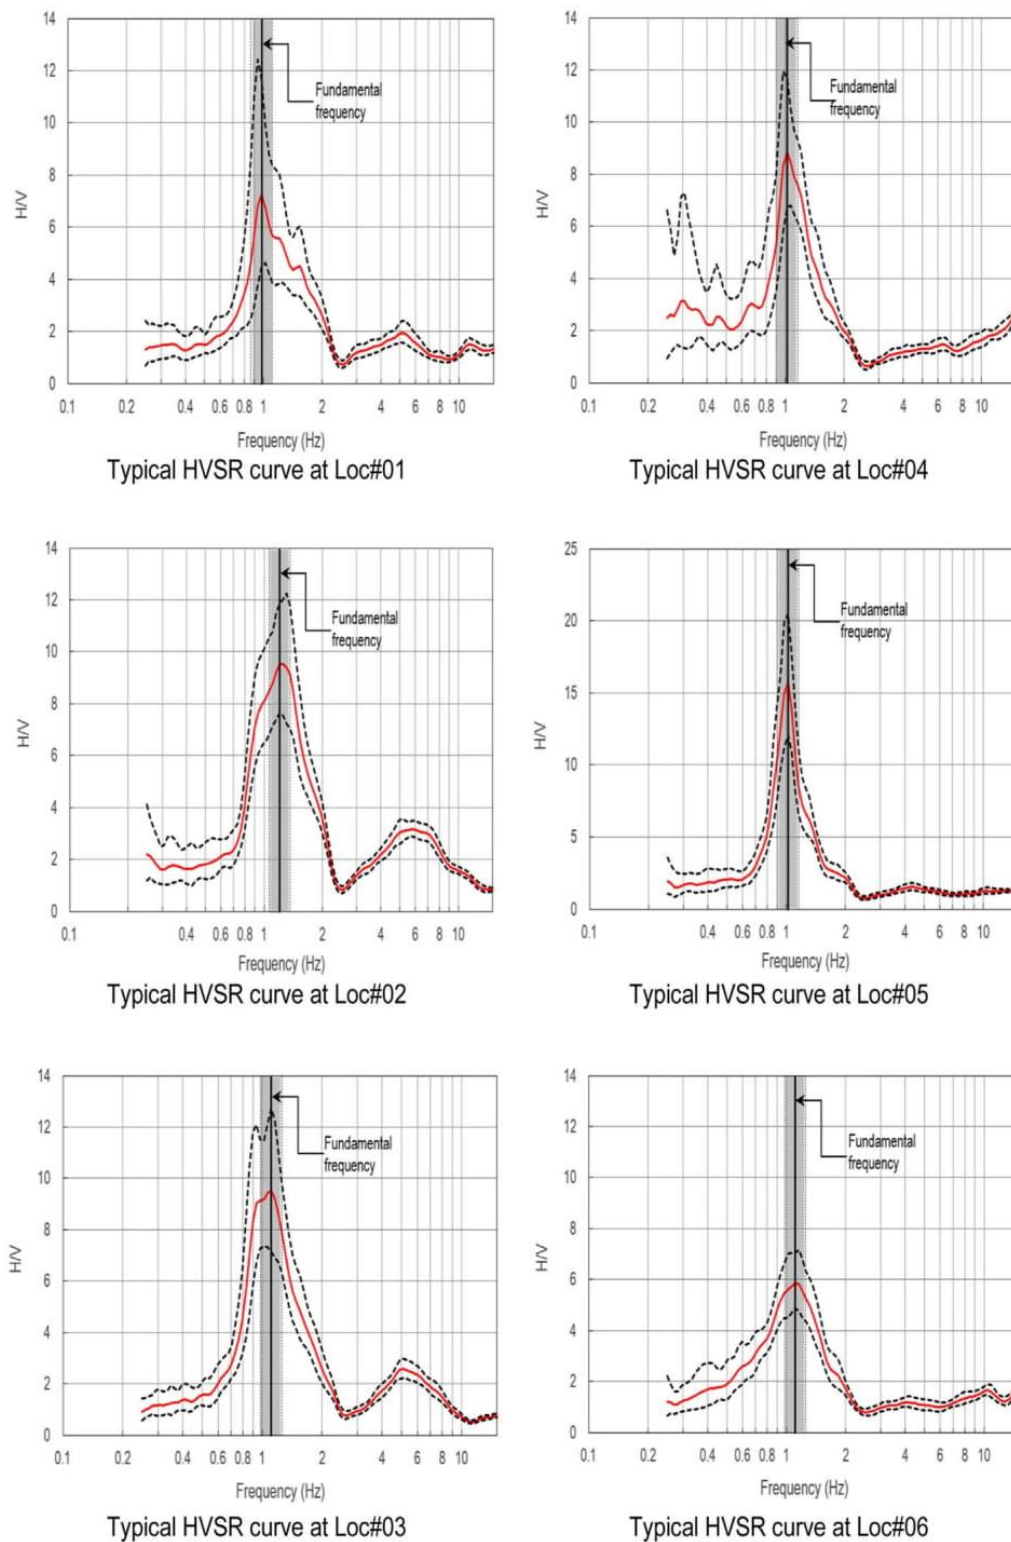 14
12
10
8
6
4
2
0
H/V
Fundamental
frequency
0.1 0.2 0.4 0.6 0.8 1 2 4 6 8 10
Frequency (Hz)
Typical HVSR curve at Loc#01
14
12
10
8
6
4
2
0
H/V
Fundamental
frequency
0.1 0.2 0.4 0.6 0.8 1 2 4 6 8 10
Frequency (Hz)
Typical HVSR curve at Loc#04
14
12
10
8
6
4
2
0
H/V
Fundamental
frequency
0.1 0.4 0.6 0.8 1 2 4 6 8 10
Frequency (Hz)
Typical HVSR curve at Loc#02
25
20
15
10
5
0
H/V
Fundamental
frequency
0.1 0.2 0.4 0.6 0.8 1 2 4 6 8 10
Frequency (Hz)
Typical HVSR curve at Loc#05
14
12
10
8
6
4
2
0
H/V
Fundamental
frequency
0.1 0.2 0.4 0.6 0.8 1 2 4 6 8 10
Frequency (Hz)
Typical HVSR curve at Loc#03
14
12
10
8
6
4
2
0
H/V
Fundamental
frequency
0.1 0.2 0.4 0.6 0.8 1 2 4 6 8 10
Frequency (Hz)
Typical HVSR curve at Loc#06